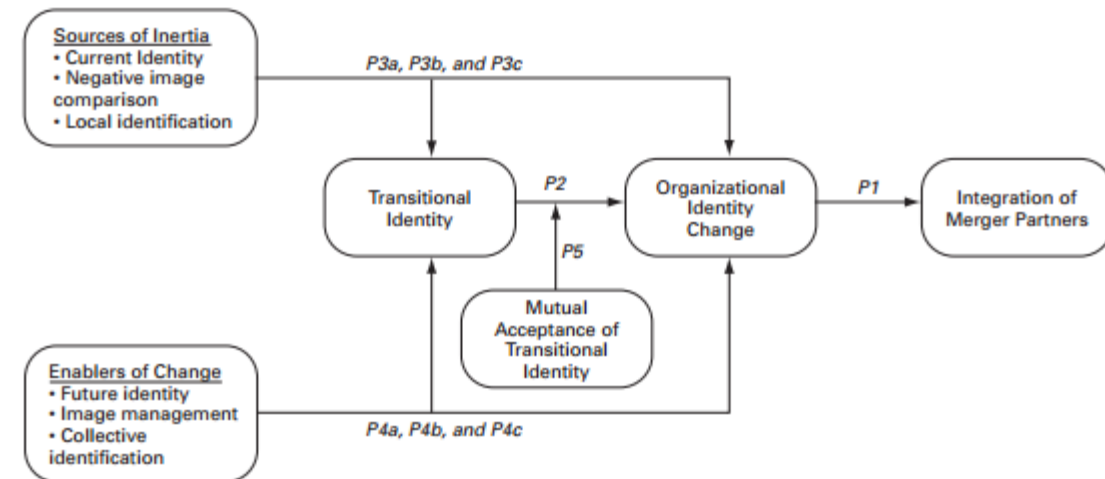 Sources of Inertia
• Current Identity
• Negative image
comparison
• Local identification
P3a, P3b, and P3c
Transitional
Identity
P2
Organizational
Identity
Change
P1
Integration of
Merger Partners
P5
Mutual
Acceptance of
Transitional
Identity
Enablers of Change
• Future identity
• Image management
• Collective
identification
P4a, P4b, and P4c